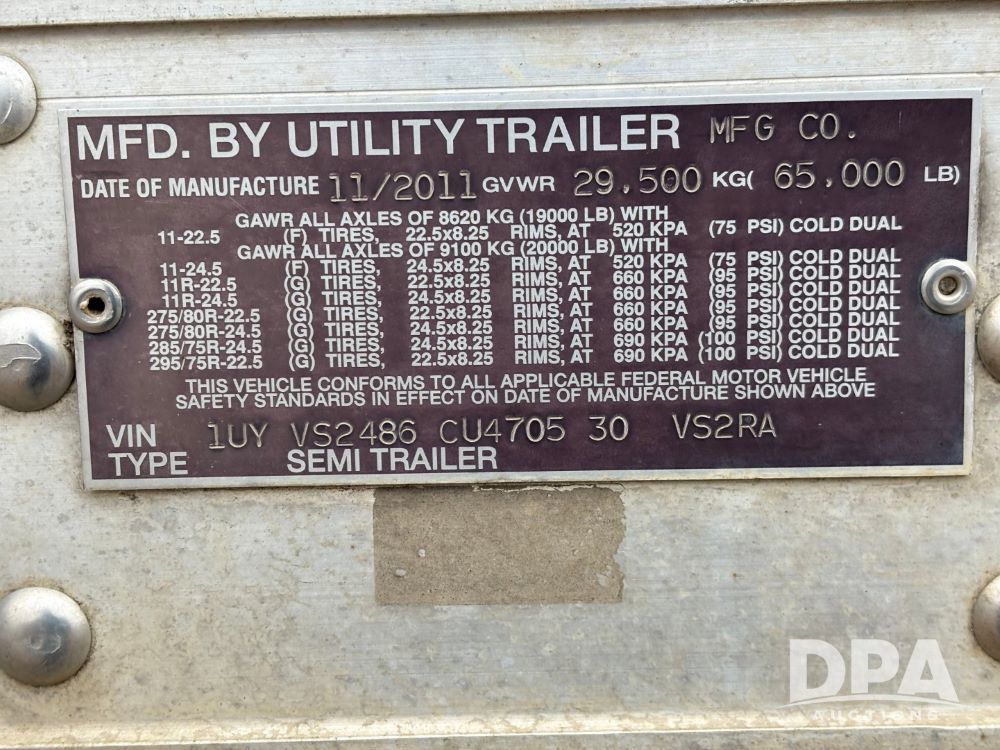 MFD. BY UTILITY TRAILER MFG CO.
DATE OF MANUFACTURE 11/2011 GVWR 29,500 KG( 65,000 LB)
GAWR ALL AXLES OF 8620 KG (19000 LB) WITH
11-22.5 (F) TIRES, 22.5x8.25 RIMS, AT 520 KPA (75 PSI) COLD DUAL
GAWR ALL AXLES OF 9100 KG (20000 LB) WITH
11-24.5 (F) TIRES, 24.5x8.25 RIMS, AT 520 KPA (75 PSI) COLD DUAL
11R-22.5 (G) TIRES, 22.5x8.25 RIMS, AT 660 KPA (95 PSI) COLD DUAL
11R-24.5 (G) TIRES, 24.5x8.25 RIMS, AT 660 KPA (95 PSI) COLD DUAL
275/80R-22.5 (G) TIRES, 22.5x8.25 RIMS, AT 660 KPA (95 PSI) COLD DUAL
275/80R-24.5 (G) TIRES, 24.5x8.25 RIMS, AT 660 KPA (95 PSI) COLD DUAL
285/75R-24.5 (G) TIRES, 24.5x8.25 RIMS, AT 690 KPA (100 PSI) COLD DUAL
295/75R-22.5 (G) TIRES, 22.5x8.25 RIMS, AT 690 KPA (100 PSI) COLD DUAL
THIS VEHICLE CONFORMS TO ALL APPLICABLE FEDERAL MOTOR VEHICLE
SAFETY STANDARDS IN EFFECT ON DATE OF MANUFACTURE SHOWN ABOVE
VIN 1UY VS2486 CU4705 30 VS2RA
TYPE SEMI TRAILER
DPA
AUCTIONS